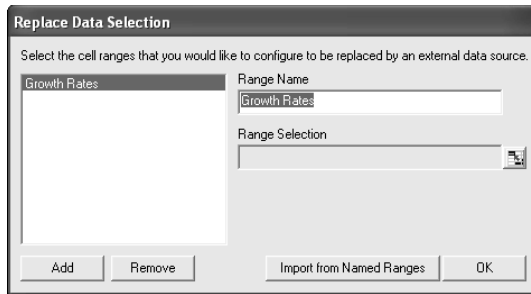 Replace Data Selection
Select the cell ranges that you would like to configure to be replaced by an external data source.
Growth Rates
Range Name
Growth Rates
Range Selection
Add
Remove
Import from Named Ranges
OK